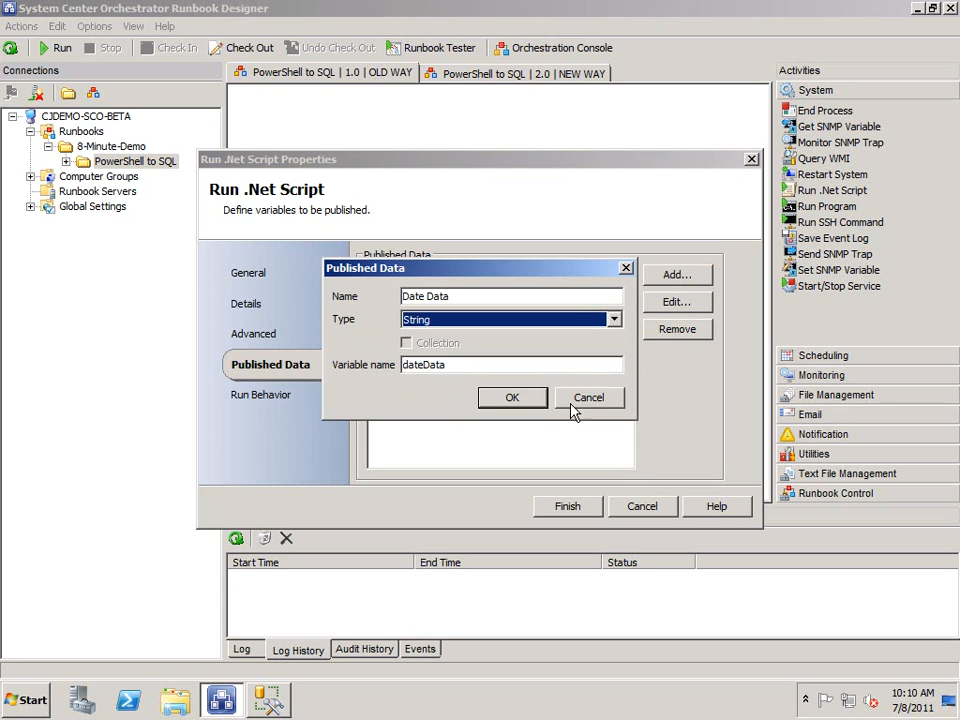 System Center Orchestrator Runbook Designer
Actions Edit Options View Help
Run Stop Check In Check Out Undo Check Out Runbook Tester Orchestration Console
Connections
PowerShell to SQL | 1.0 | OLD WAY
PowerShell to SQL | 2.0 | NEW WAY
Activities
CJDEMO-SCO-BETA
Runbooks
8-Minute-Demo
PowerShell to SQL
Computer Groups
Runbook Servers
Global Settings
System
End Process
Get SNMP Variable
Monitor SNMP Trap
Query WMI
Restart System
Run .Net Script
Run Program
Run SSH Command
Save Event Log
Send SNMP Trap
Set SNMP Variable
Start/Stop Service
Scheduling
Monitoring
File Management
Email
Notification
Utilities
Text File Management
Runbook Control
Run .Net Script Properties
Run .Net Script
Define variables to be published.
General
Details
Advanced
Published Data
Run Behavior
Published Data
Add...
Edit...
Remove
Published Data
Name Date Data
Type String
Collection
Variable name dateData
OK Cancel
Finish Cancel Help
Start Time End Time Status
Log Log History Audit History Events
Start
10:10 AM
7/8/2011